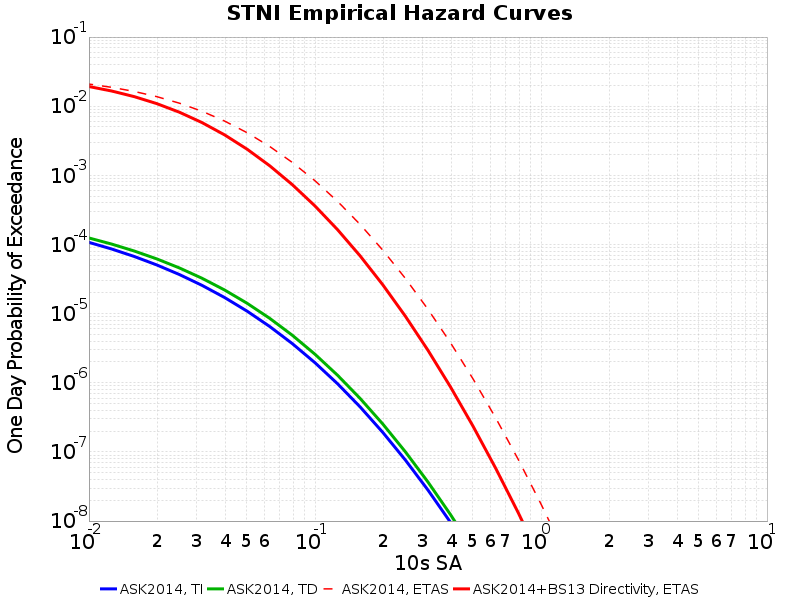 STNI Empirical Hazard Curves
One Day Probability of Exceedance
10-1
10-2
10-3
10-4
10-5
10-6
10-7
10-8
10-2 2 3 4 5 6 10-1 2 3 4 5 6 7 100 2 3 4 5 6 7 101
10s SA
ASK2014, TI ASK2014, TD ASK2014, ETAS ASK2014+BS13 Directivity, ETAS